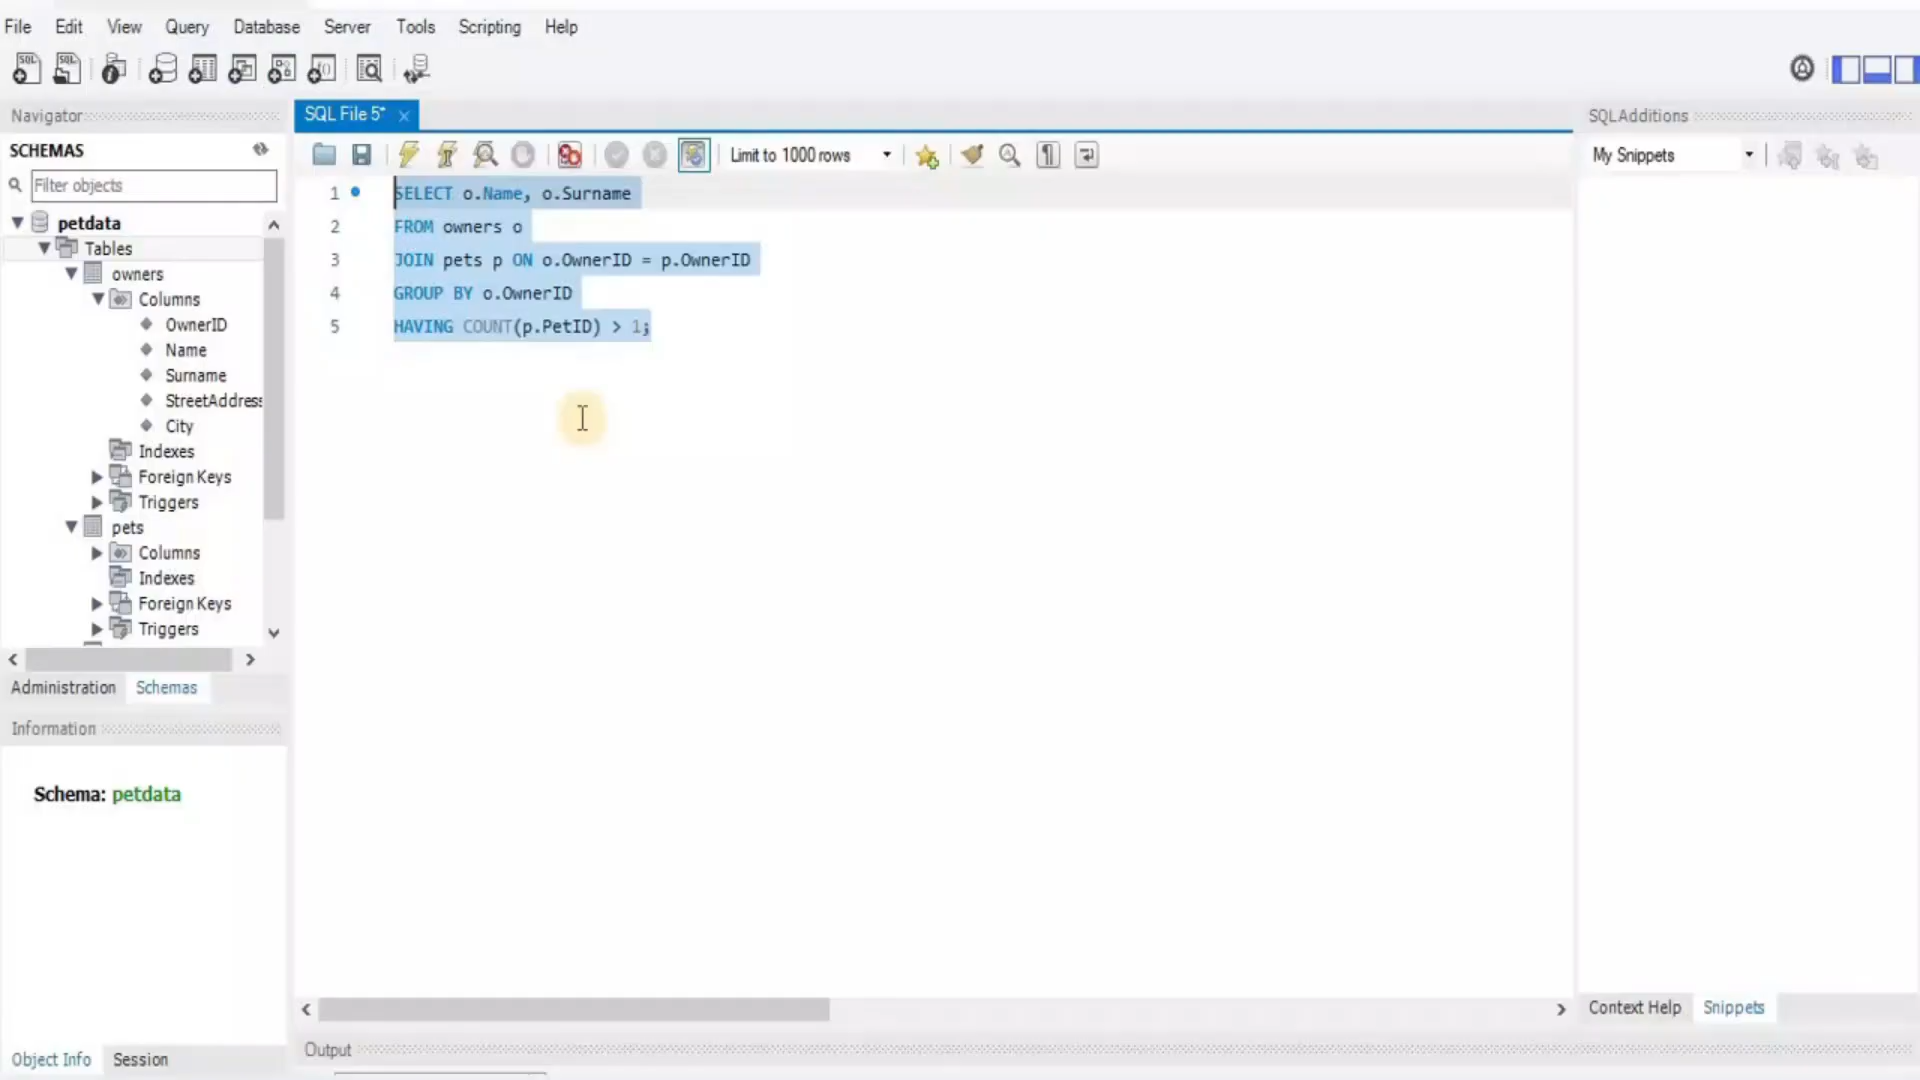 File Edit View Query Database Server Tools Scripting Help
SQL SQL
Navigator
SCHEMAS
Filter objects
petdata
Tables
owners
Columns
OwnerID
Name
Surname
StreetAddress
City
Indexes
Foreign Keys
Triggers
pets
Columns
Indexes
Foreign Keys
Triggers
Administration Schemas
Information
Schema: petdata
Object Info Session
SQL File 5*
Limit to 1000 rows
1 SELECT o.Name, o.Surname
2 FROM owners o
3 JOIN pets p ON o.OwnerID = p.OwnerID
4 GROUP BY o.OwnerID
5 HAVING COUNT(p.PetID) > 1;
Output
SQLAdditions
My Snippets
Context Help Snippets